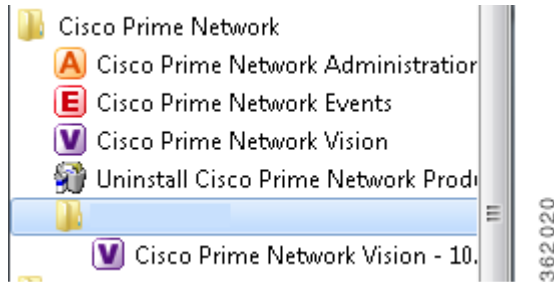 Cisco Prime Network
A Cisco Prime Network Administration
E Cisco Prime Network Events
V Cisco Prime Network Vision
Uninstall Cisco Prime Network Produ
V Cisco Prime Network Vision - 10.
362020